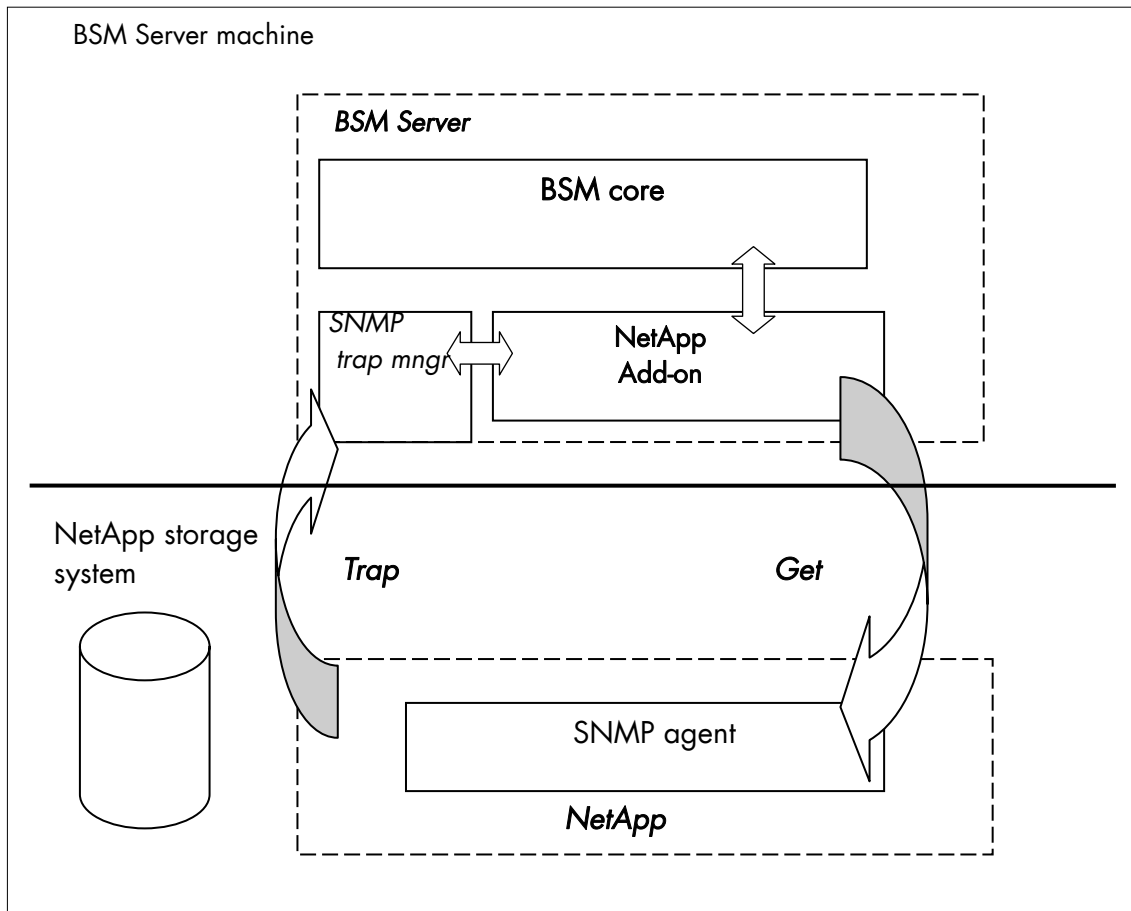 BSM Server machine
BSM Server
BSM core
SNMP
trap mngr
NetApp
Add-on
NetApp storage
system
Trap
Get
SNMP agent
NetApp